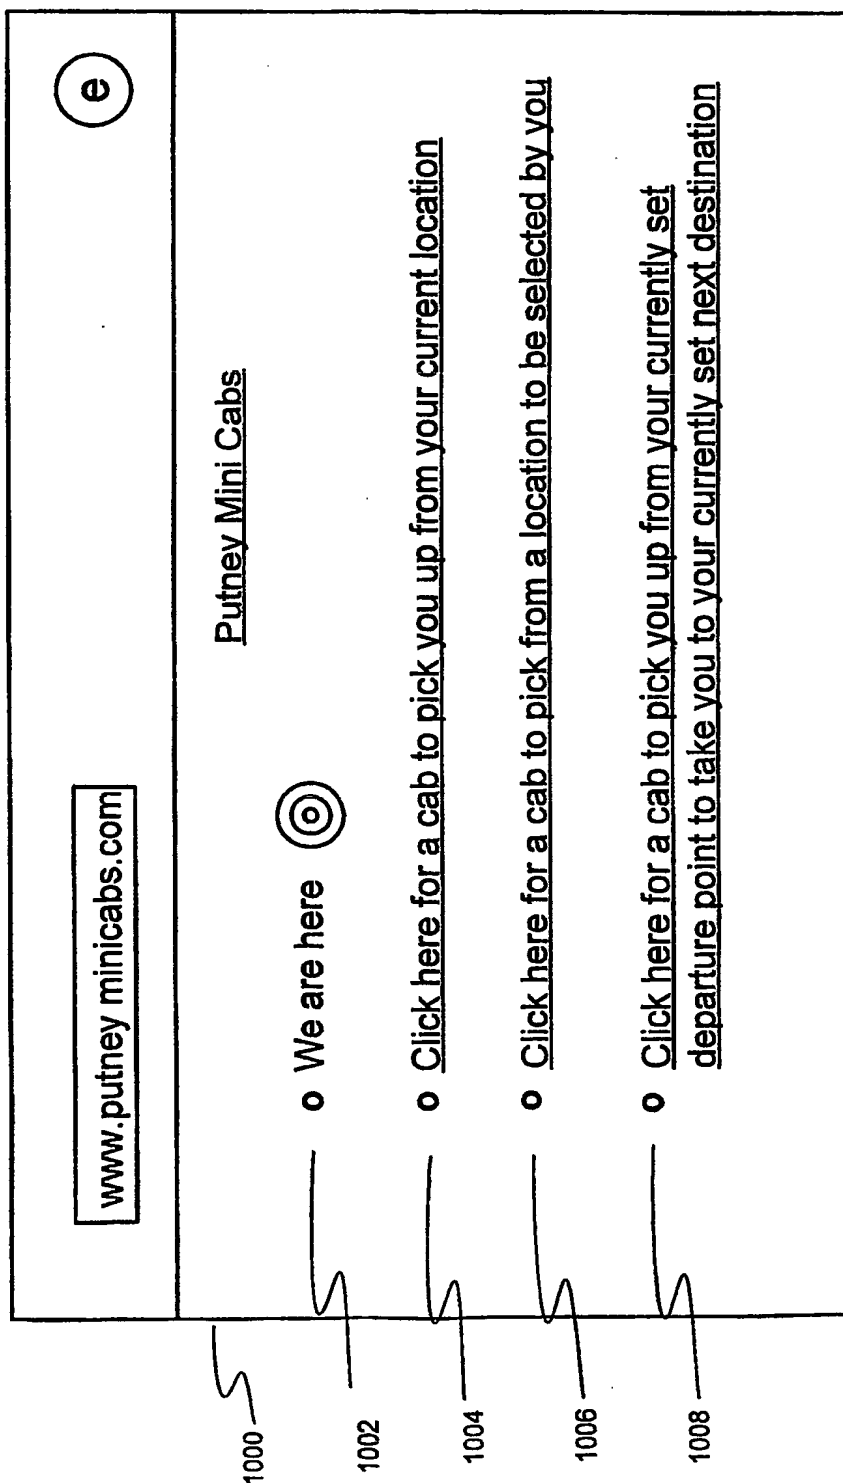 www.putney minicabs.com
e
Putney Mini Cabs
1000
o We are here
1002
o Click here for a cab to pick you up from your current location
1004
o Click here for a cab to pick from a location to be selected by you
1006
o Click here for a cab to pick you up from your currently set
departure point to take you to your currently set next destination
1008